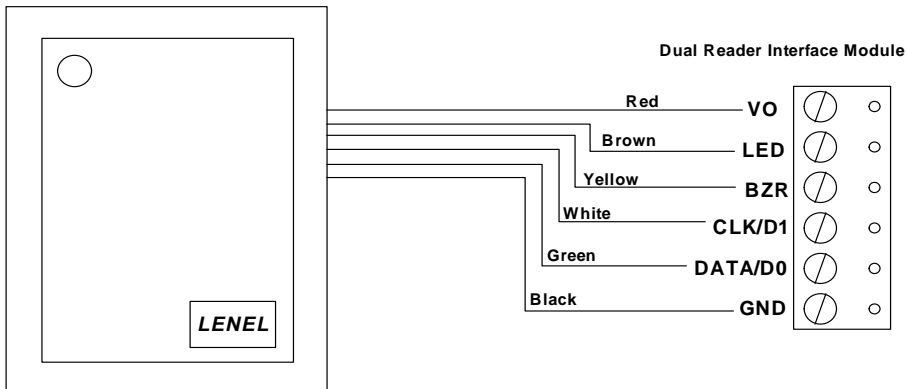 Dual Reader Interface Module
Red
VO
Brown
LED
Yellow
BZR
White
CLK/D1
Green
DATA/D0
Black
GND
LENEL